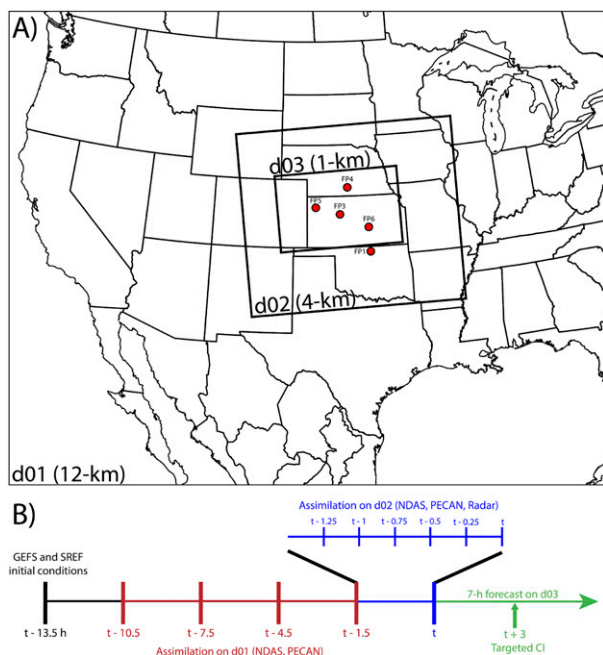 A)
d03 (1-km)
FP4
FP5
FP3
FP6
FP1
d02 (4-km)
d01 (12-km)
B)
Assimilation on d02 (NDAS, PECAN, Radar)
t - 1.25 t - 1 t - 0.75 t - 0.5 t - 0.25 t
GEFS and SREF
initial conditions
7-h forecast on d03
t - 13.5 h t - 10.5 t - 7.5 t - 4.5 t - 1.5 t t + 3
Assimilation on d01 (NDAS, PECAN) Targeted CI